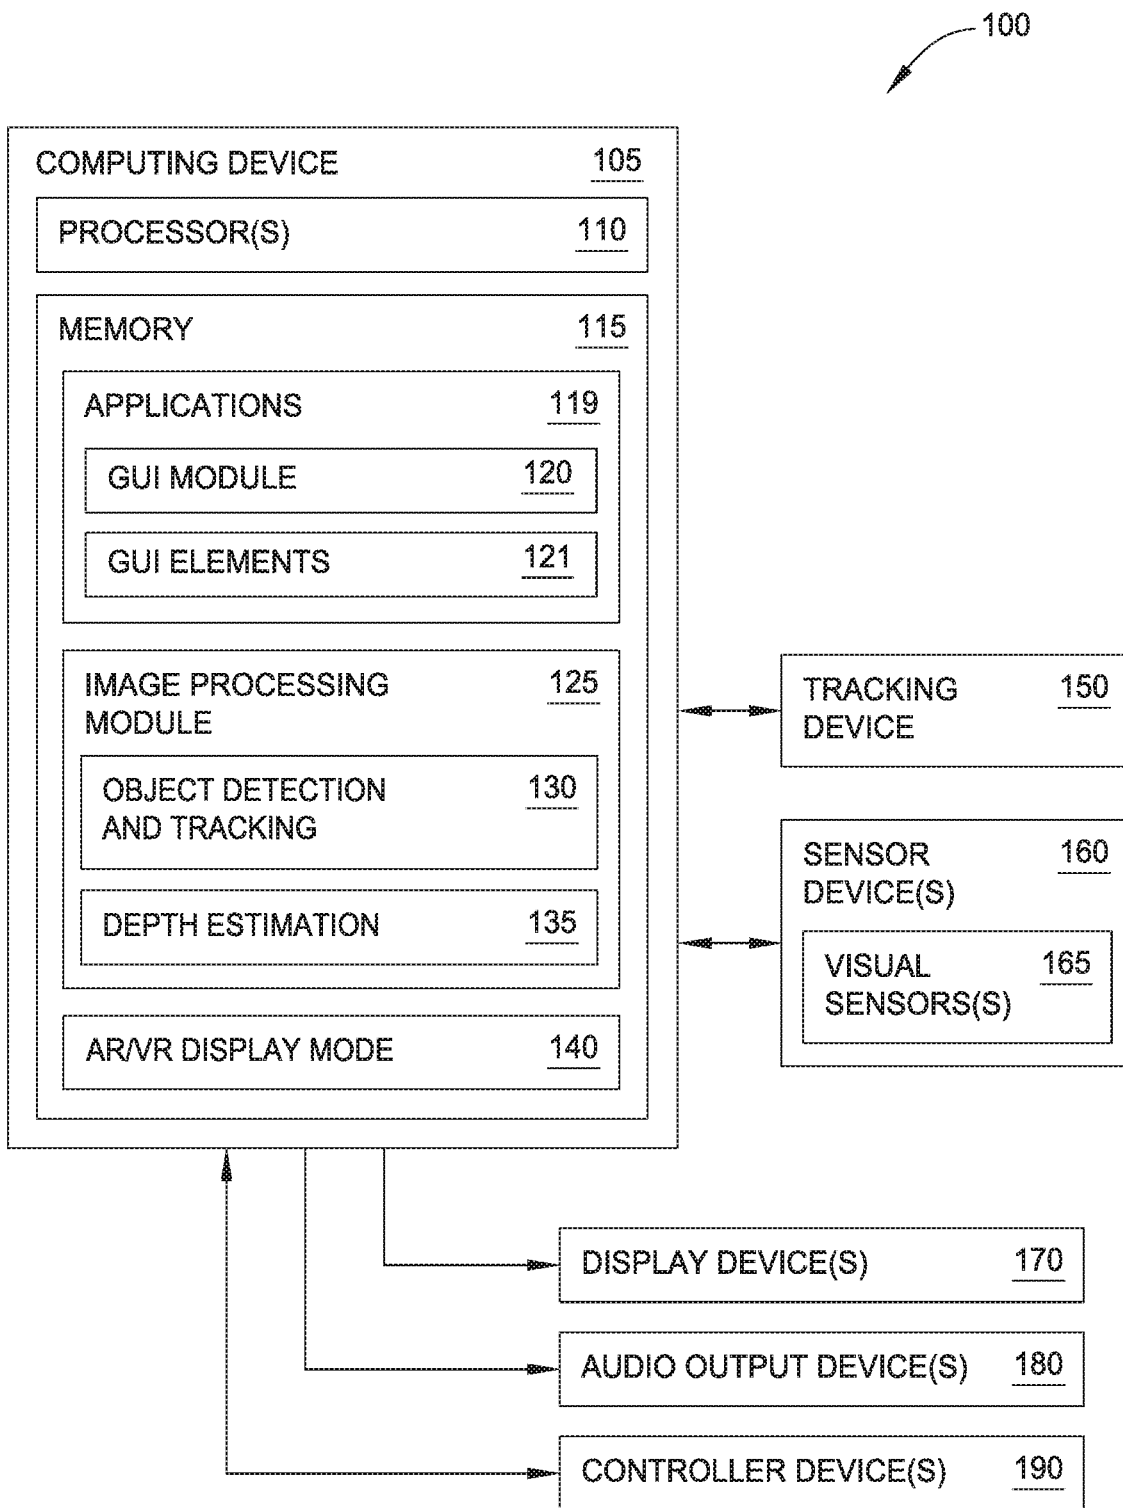 100
COMPUTING DEVICE 105
PROCESSOR(S) 110
MEMORY 115
APPLICATIONS 119
GUI MODULE 120
GUI ELEMENTS 121
IMAGE PROCESSING 125
MODULE
OBJECT DETECTION 130
AND TRACKING
DEPTH ESTIMATION 135
AR/VR DISPLAY MODE 140
TRACKING 150
DEVICE
SENSOR 160
DEVICE(S)
VISUAL 165
SENSORS(S)
DISPLAY DEVICE(S) 170
AUDIO OUTPUT DEVICE(S) 180
CONTROLLER DEVICE(S) 190